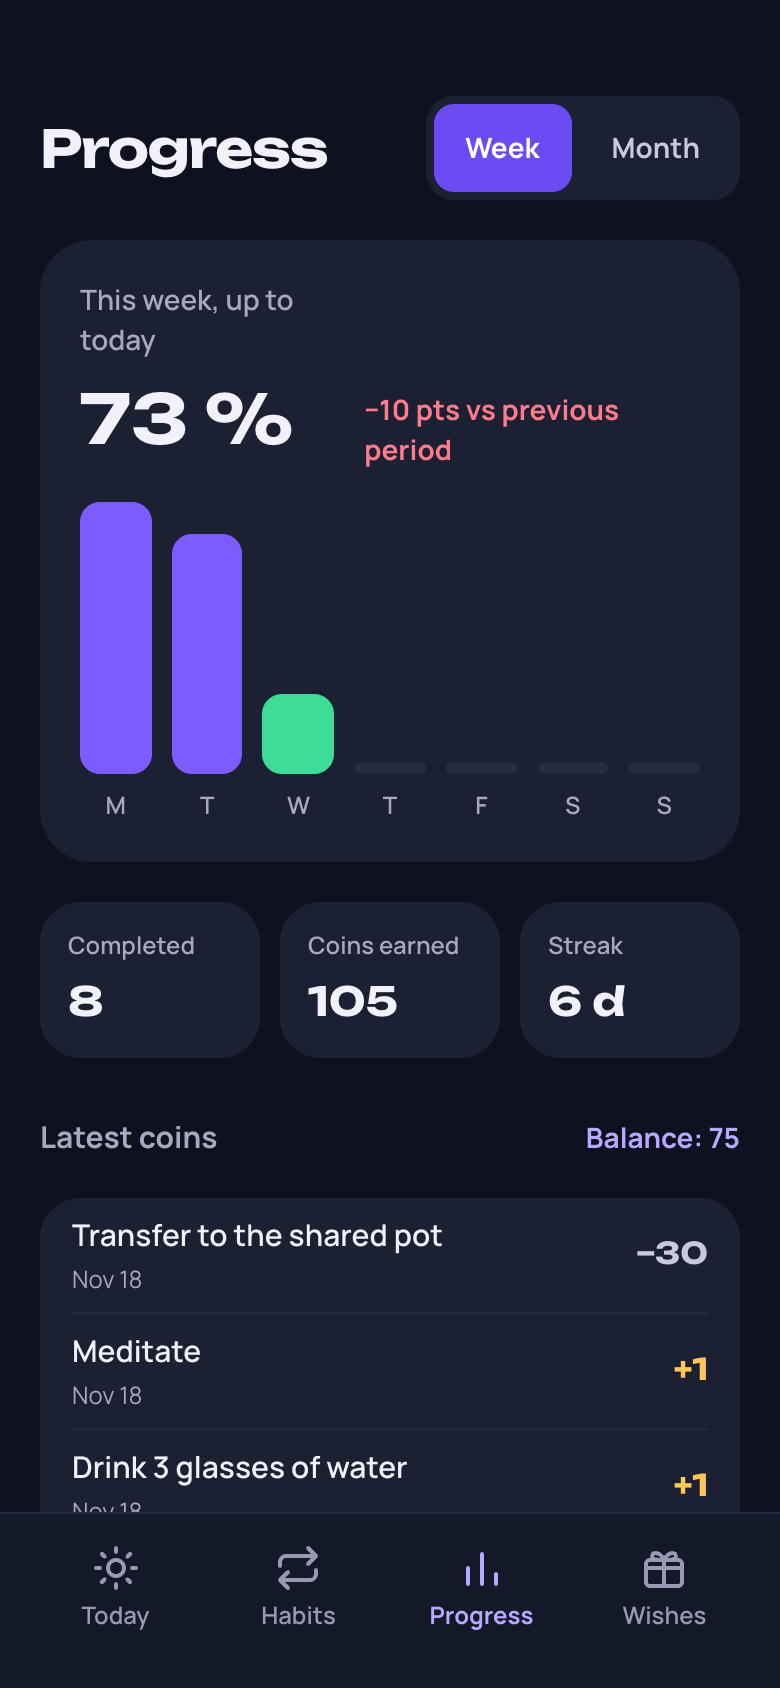 Progress
Week
Month
This week, up to
today
73 %
−10 pts vs previous
period
M
T
W
T
F
S
S
Completed
8
Coins earned
105
Streak
6 d
Latest coins
Balance: 75
Transfer to the shared pot
−30
Nov 18
Meditate
+1
Nov 18
Drink 3 glasses of water
+1
Nov 18
Today
Habits
Progress
Wishes